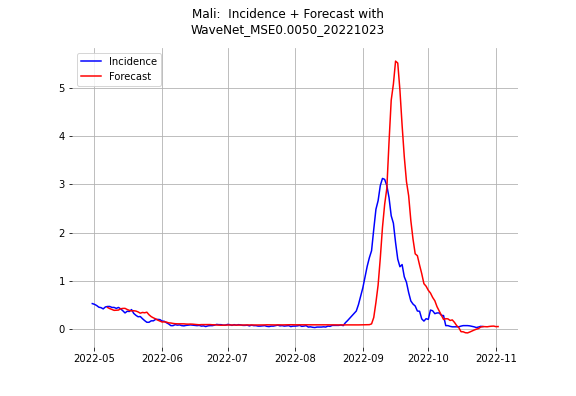 Mali:  Incidence + Forecast with
WaveNet_MSE0.0050_20221023
Incidence
Forecast
5
4
3
2
1
0
2022-05 2022-06 2022-07 2022-08 2022-09 2022-10 2022-11